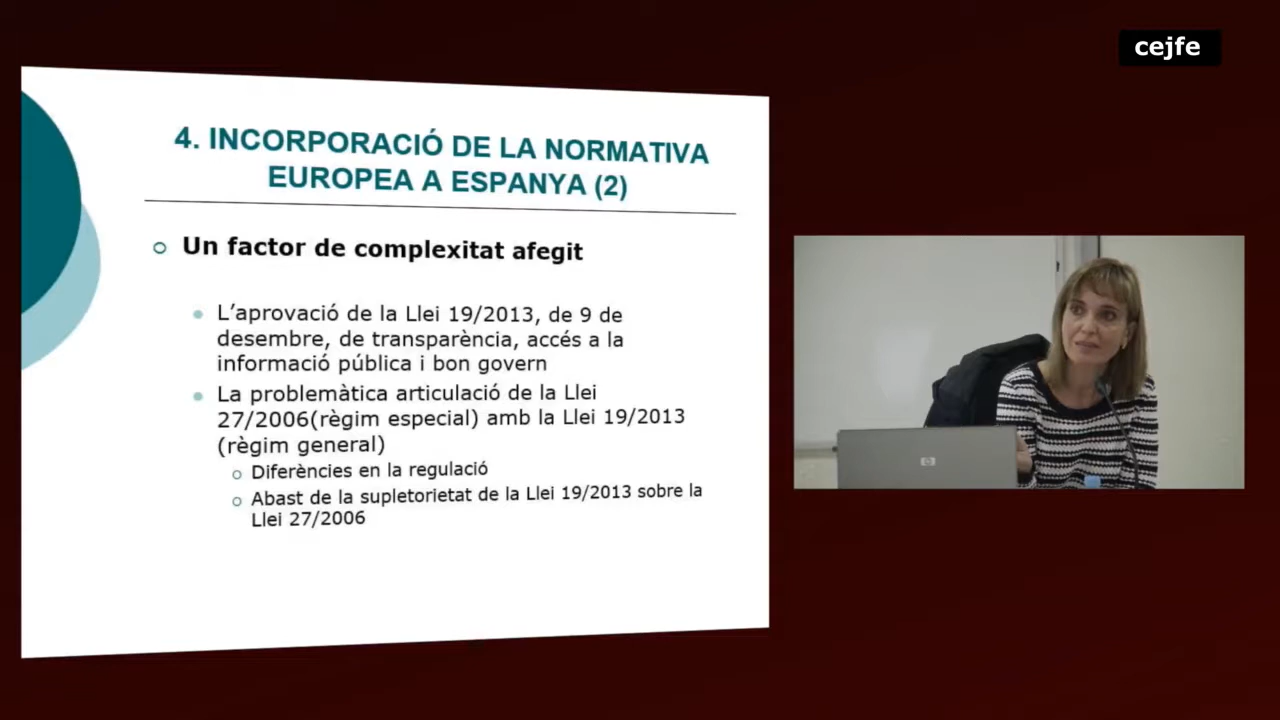 cejfe
4. INCORPORACIÓ DE LA NORMATIVA
EUROPEA A ESPANYA (2)
Un factor de complexitat afegit
L’aprovació de la Llei 19/2013, de 9 de
desembre, de transparència, accés a la
informació pública i bon govern
La problemàtica articulació de la Llei
27/2006(règim especial) amb la Llei 19/2013
(règim general)
Diferències en la regulació
Abast de la supletorietat de la Llei 19/2013 sobre la
Llei 27/2006
hp